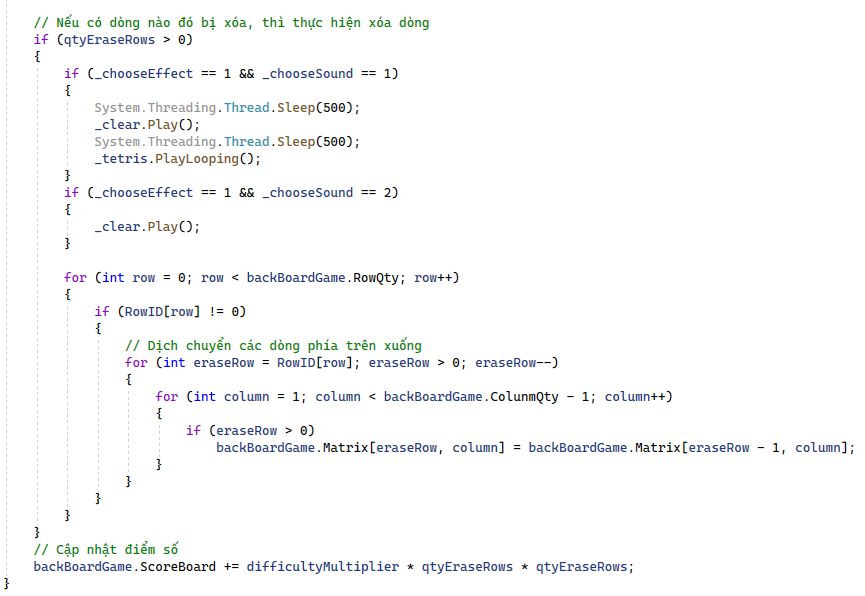 // Nếu có dòng nào đó bị xóa, thì thực hiện xóa dòng
if (qtyEraseRows > 0)
{
if (_chooseEffect == 1 && _chooseSound == 1)
{
System.Threading.Thread.Sleep(500);
_clear.Play();
System.Threading.Thread.Sleep(500);
_tetris.PlayLooping();
}
if (_chooseEffect == 1 && _chooseSound == 2)
{
_clear.Play();
}
for (int row = 0; row < backBoardGame.RowQty; row++)
{
if (RowID[row] != 0)
{
// Dịch chuyển các dòng phía trên xuống
for (int eraseRow = RowID[row]; eraseRow > 0; eraseRow--)
{
for (int column = 1; column < backBoardGame.ColunmQty - 1; column++)
{
if (eraseRow > 0)
backBoardGame.Matrix[eraseRow, column] = backBoardGame.Matrix[eraseRow - 1, column];
}
}
}
}
}
// Cập nhật điểm số
backBoardGame.ScoreBoard += difficultyMultiplier * qtyEraseRows * qtyEraseRows;
}